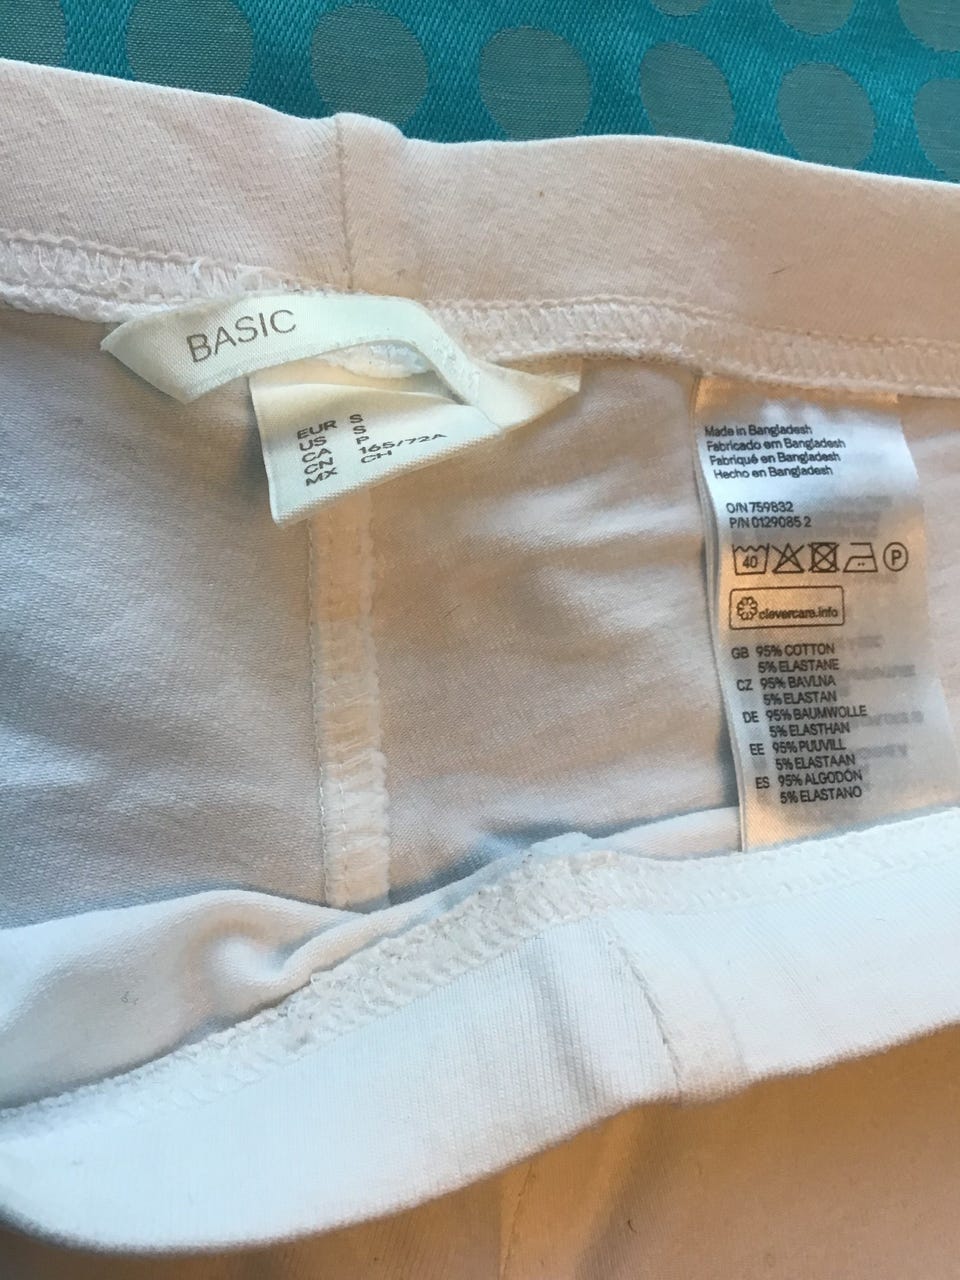 BASIC
EUR S
US S
CA P
CN 165/72A
MX CH
Made in Bangladesh
Fabricado em Bangladesh
Fabriqué en Bangladesh
Hecho en Bangladesh
O/N 759832
P/N 0129085 2
40 P
clevercare.info
GB 95% COTTON
5% ELASTANE
CZ 95% BAVLNA
5% ELASTAN
DE 95% BAUMWOLLE
5% ELASTHAN
EE 95% PUUVILL
5% ELASTAAN
ES 95% ALGODÓN
5% ELASTANO